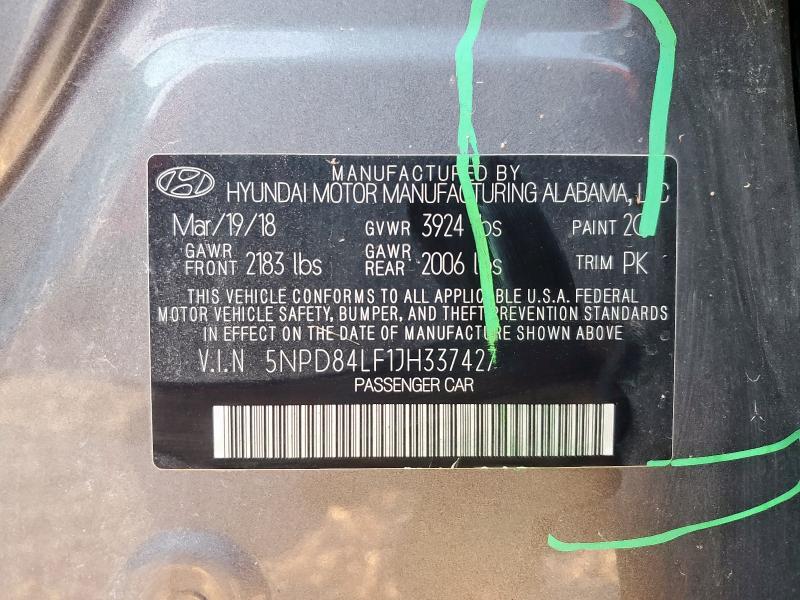 MANUFACTURED BY
HYUNDAI MOTOR MANUFACTURING ALABAMA, LLC
Mar/19/18 GVWR 3924 lbs PAINT
GAWR FRONT 2183 lbs GAWR REAR 2006 lbs TRIM PK
THIS VEHICLE CONFORMS TO ALL APPLICABLE U.S.A. FEDERAL
MOTOR VEHICLE SAFETY, BUMPER, AND THEFT PREVENTION STANDARDS
IN EFFECT ON THE DATE OF MANUFACTURE SHOWN ABOVE
V.I.N 5NPD84LF1JH337427
PASSENGER CAR